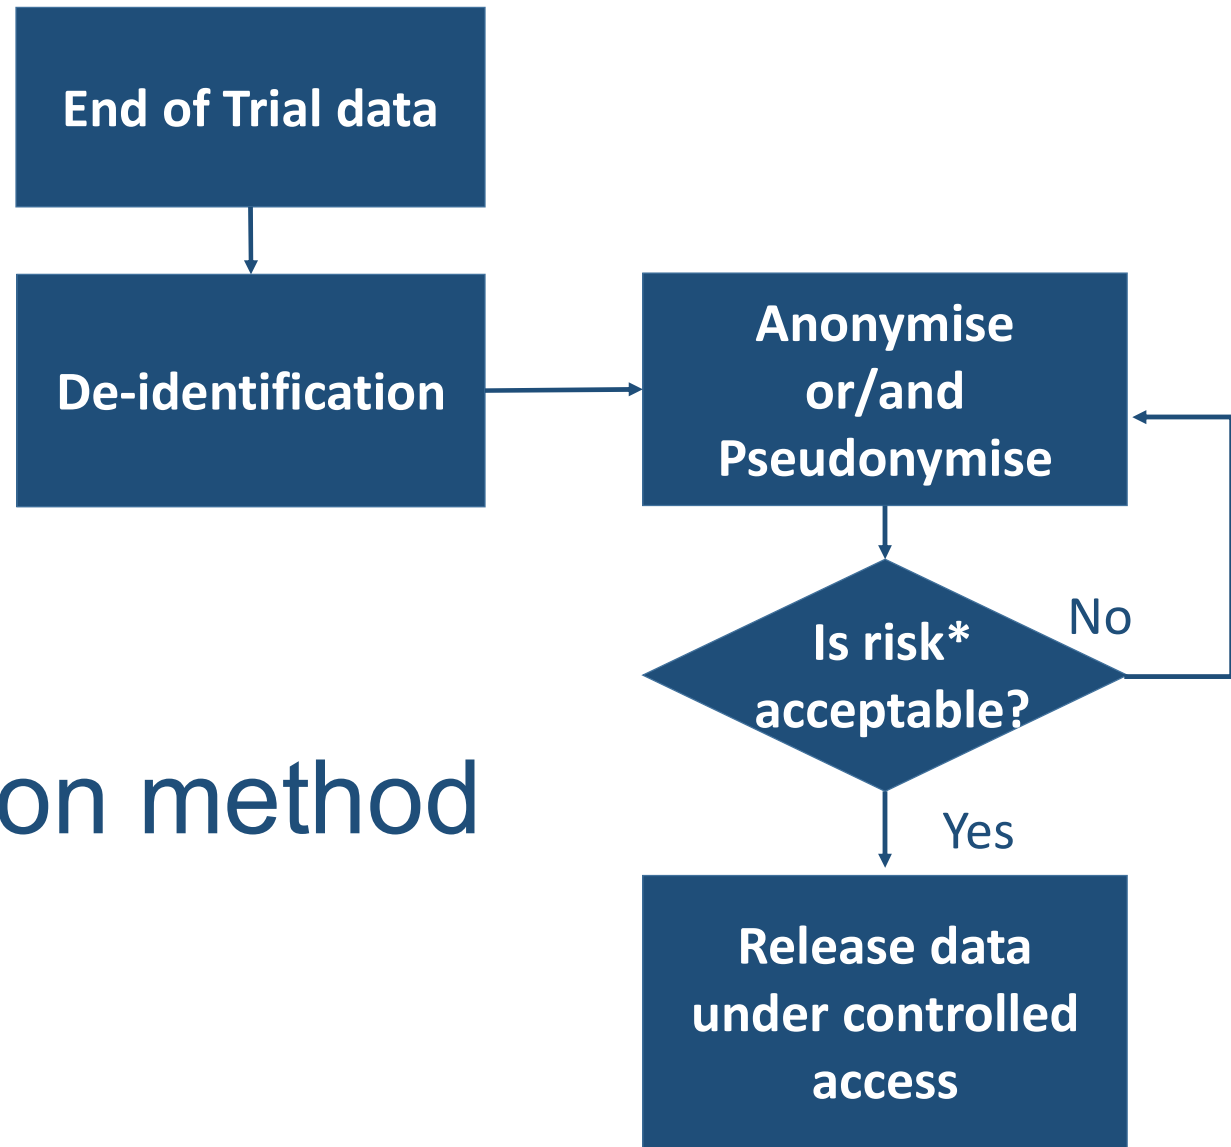 End of Trial data
De-identification
Anonymise
or/and
Pseudonymise
Is risk*
acceptable?
No
Yes
on method
Release data
under controlled
access